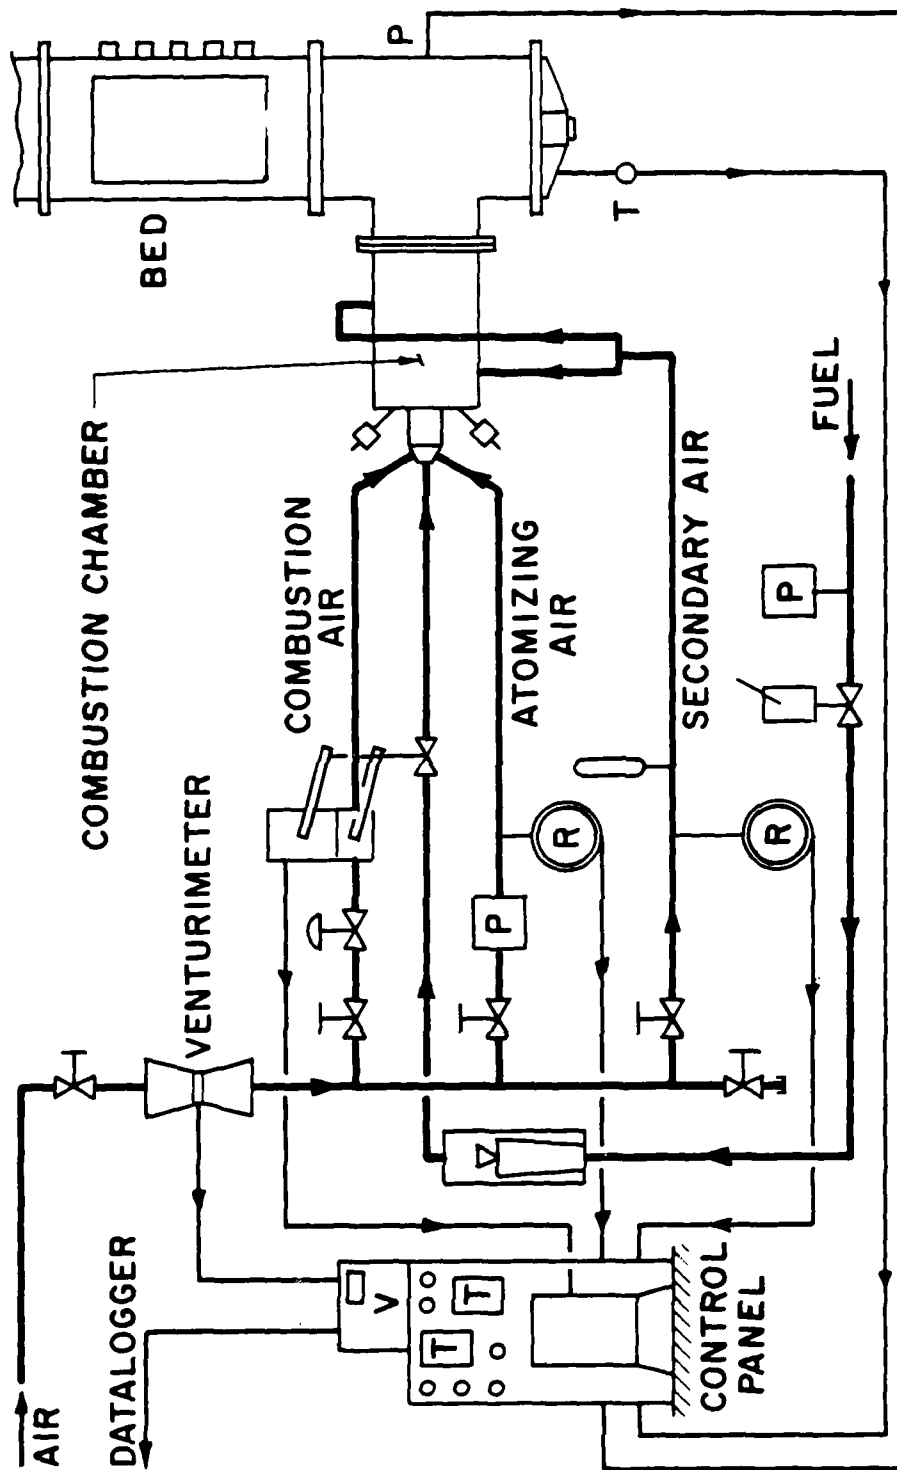 AIR
DATALOGGER
VENTURIMETER
COMBUSTION CHAMBER
BED
P
COMBUSTION
AIR
T
V
T
T
P
ATOMIZING
AIR
R
CONTROL
PANEL
SECONDARY AIR
R
P
FUEL